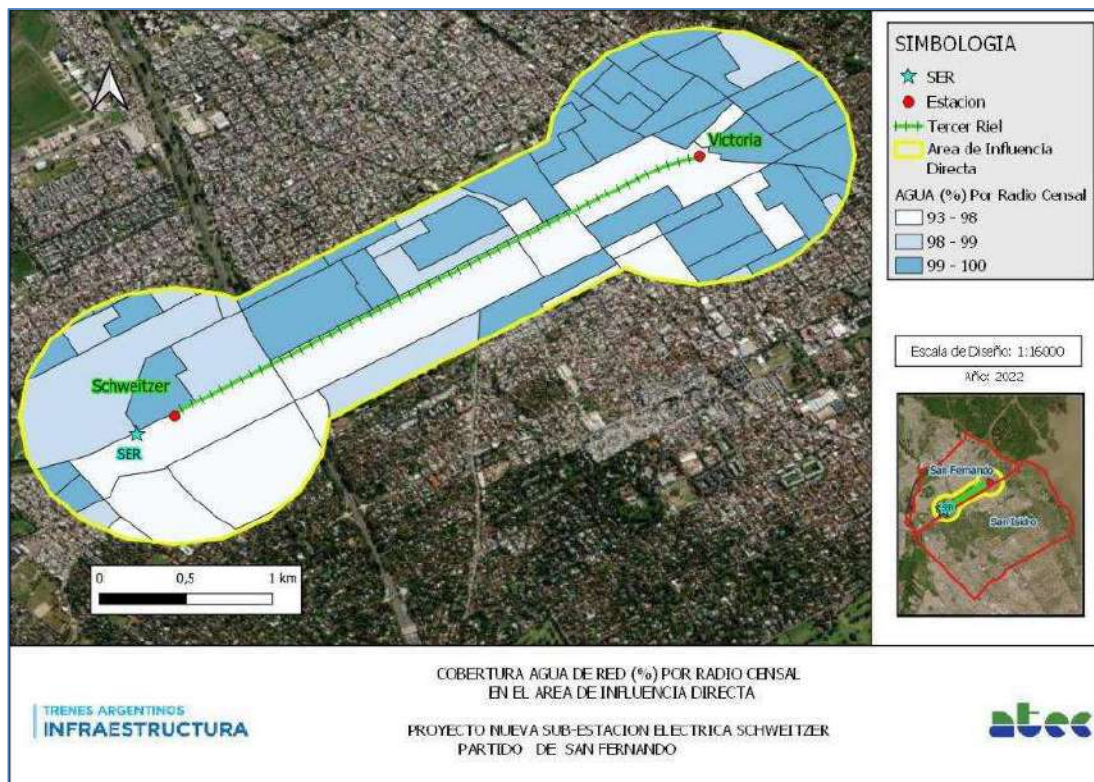 SIMBOLOGIA
SER
Estacion
Tercer Riel
Area de Influencia
Directa
AGUA (%) Por Radio Censal
93 - 98
98 - 99
99 - 100
Victoria
Schweitzer
SER
0 0,5 1 km
Escala de Diseño: 1:16000
Año: 2022
San Fernando
San Isidro
COBERTURA AGUA DE RED (%) POR RADIO CENSAL
EN EL AREA DE INFLUENCIA DIRECTA
PROYECTO NUEVA SUB-ESTACION ELECTRICA SCHWEITZER
PARTIDO DE SAN FERNANDO
TRENES ARGENTINOS
INFRAESTRUCTURA
atec